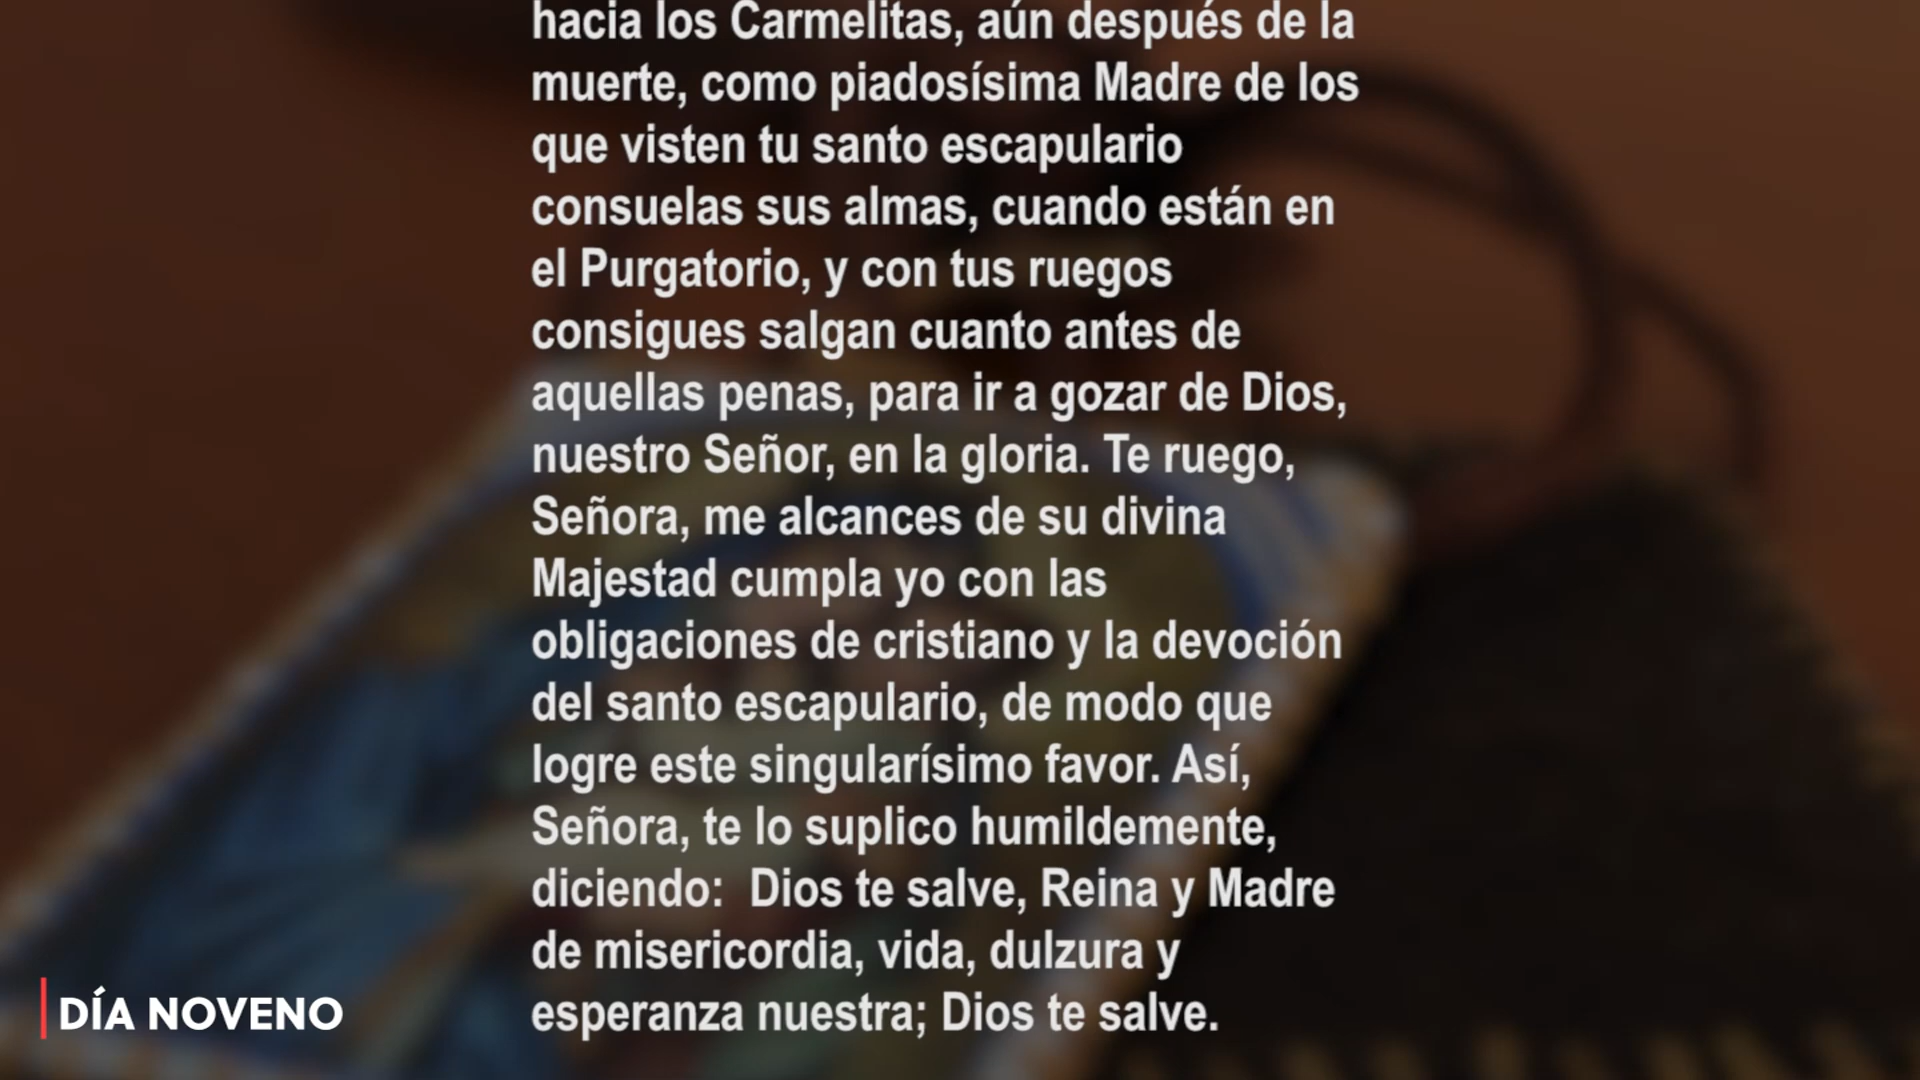 hacia los Carmelitas, aún después de la
muerte, como piadosísima Madre de los
que visten tu santo escapulario
consuelas sus almas, cuando están en
el Purgatorio, y con tus ruegos
consigues salgan cuanto antes de
aquellas penas, para ir a gozar de Dios,
nuestro Señor, en la gloria. Te ruego,
Señora, me alcances de su divina
Majestad cumpla yo con las
obligaciones de cristiano y la devoción
del santo escapulario, de modo que
logre este singularísimo favor. Así,
Señora, te lo suplico humildemente,
diciendo:  Dios te salve, Reina y Madre
de misericordia, vida, dulzura y
esperanza nuestra; Dios te salve.
DÍA NOVENO